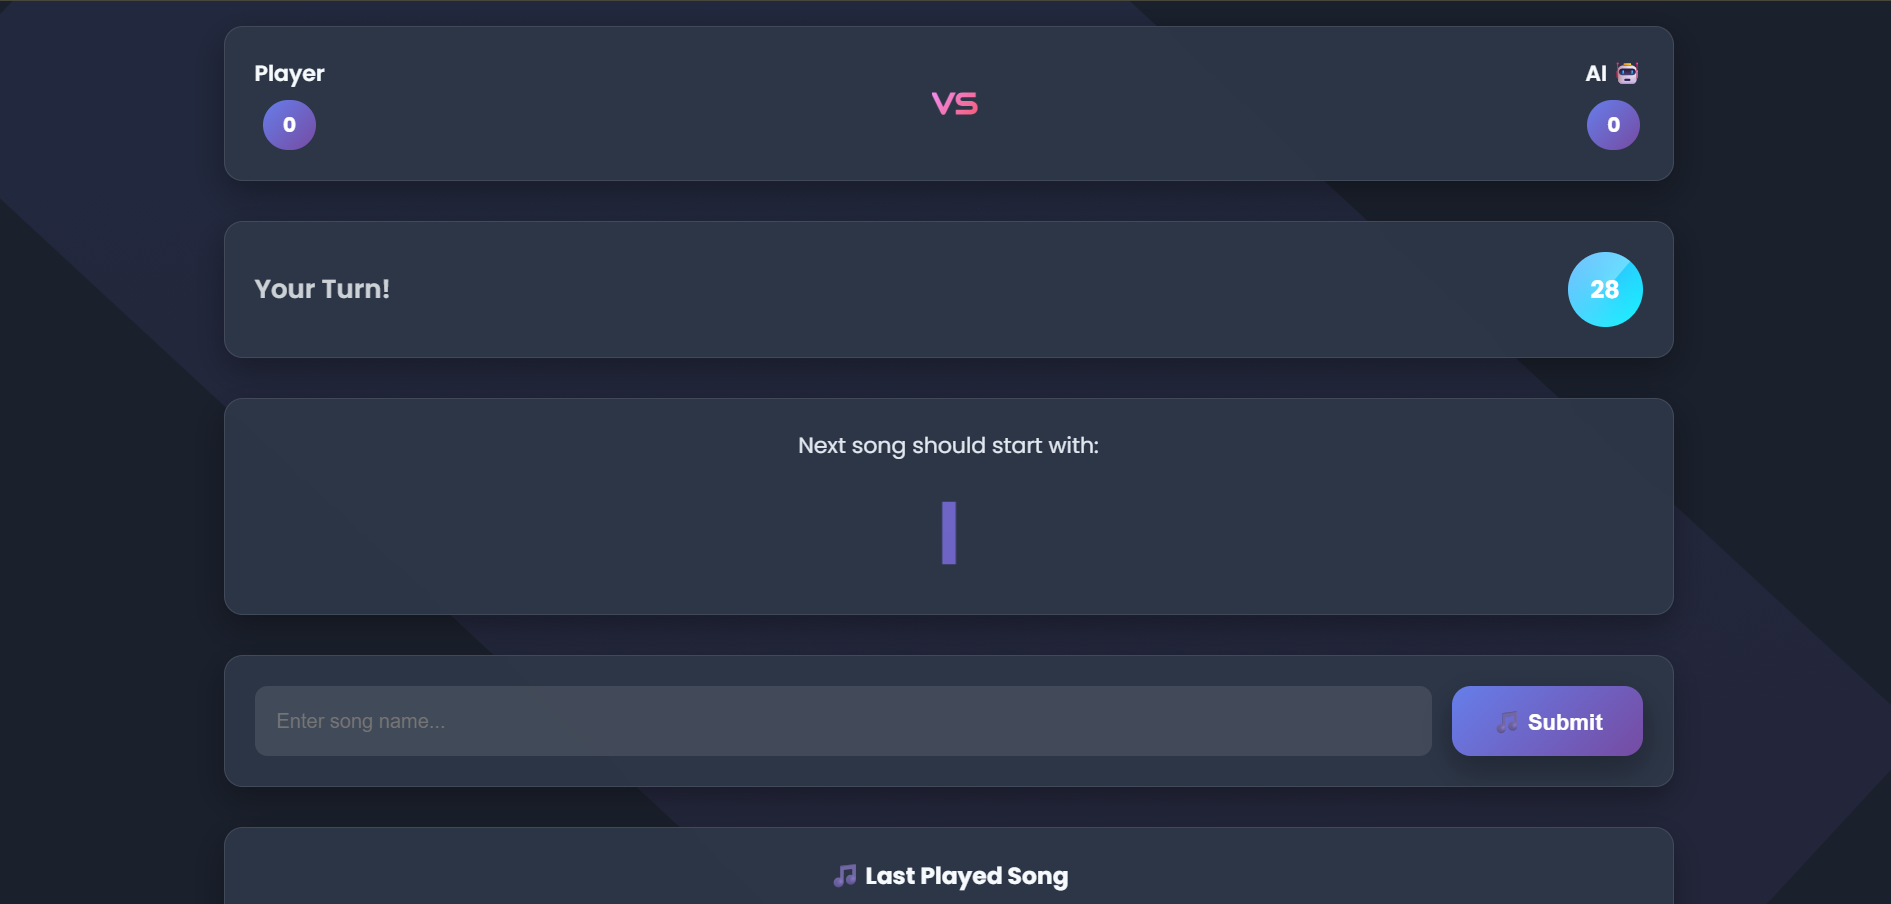 Player
AI
VS
0
0
Your Turn!
28
Next song should start with:
I
Enter song name...
Submit
Last Played Song